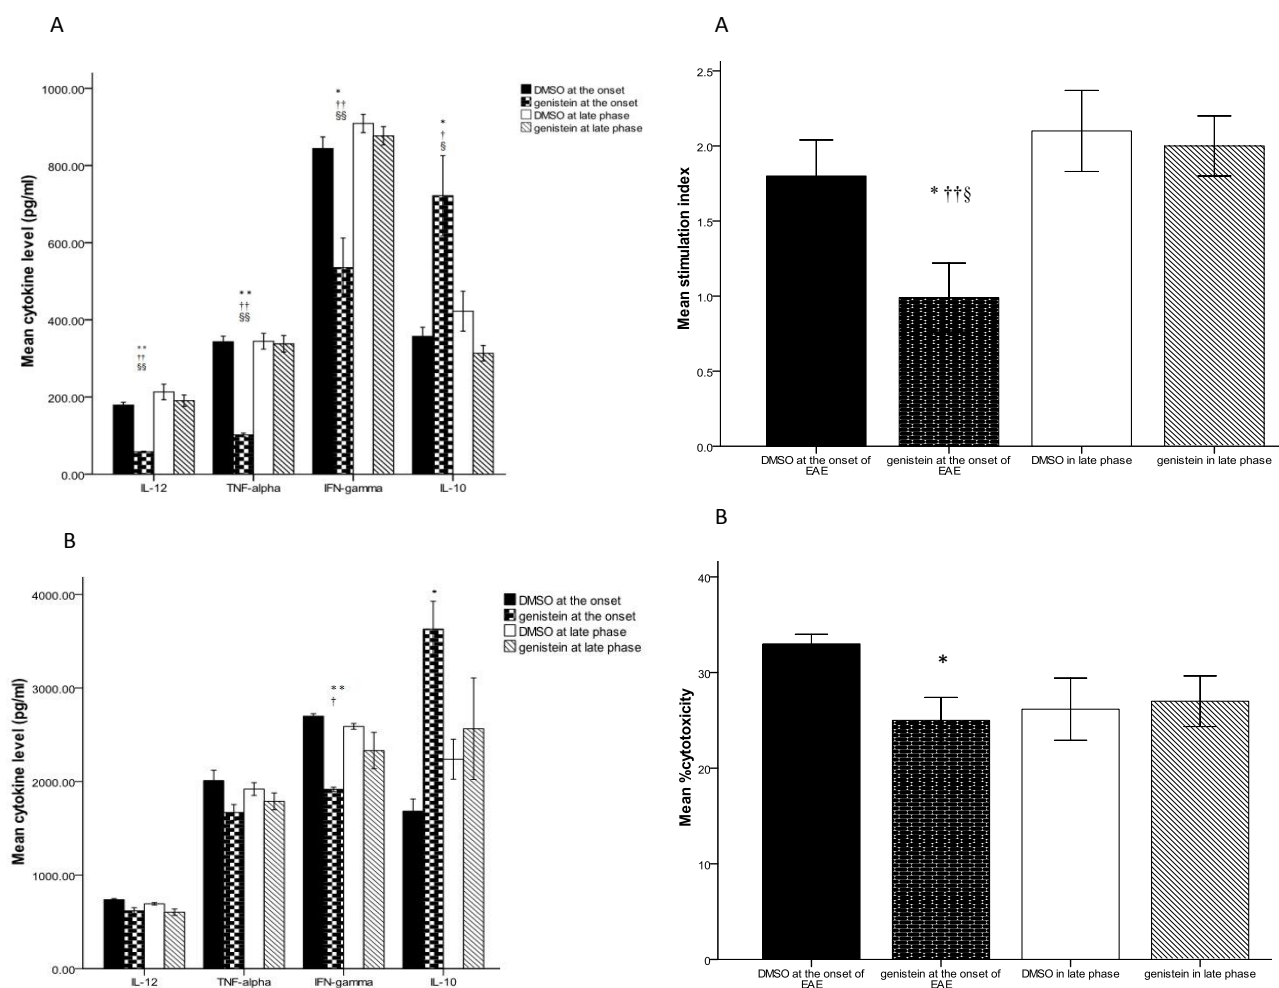 A
Mean cytokine level (pg/ml)
1000.00
800.00
600.00
400.00
200.00
0.00
* *
††
§§
* *
††
§§
*
††
§§
*
†
§
DMSO at the onset
genistein at the onset
DMSO at late phase
genistein at late phase
IL-12 TNF-alpha IFN-gamma IL-10
B
Mean cytokine level (pg/ml)
4000.00
3000.00
2000.00
1000.00
0.00
* *
†
*
DMSO at the onset
genistein at the onset
DMSO at late phase
genistein at late phase
IL-12 TNF-alpha IFN-gamma IL-10
A
Mean stimulation index
2.5
2.0
1.5
1.0
0.5
0.0
* ††§
DMSO at the onset of
EAE
genistein at the onset of
EAE
DMSO in late phase
genistein in late phase
B
Mean %cytotoxicity
40
30
20
10
0
*
DMSO at the onset of
EAE
genistein at the onset of
EAE
DMSO in late phase
genistein in late phase